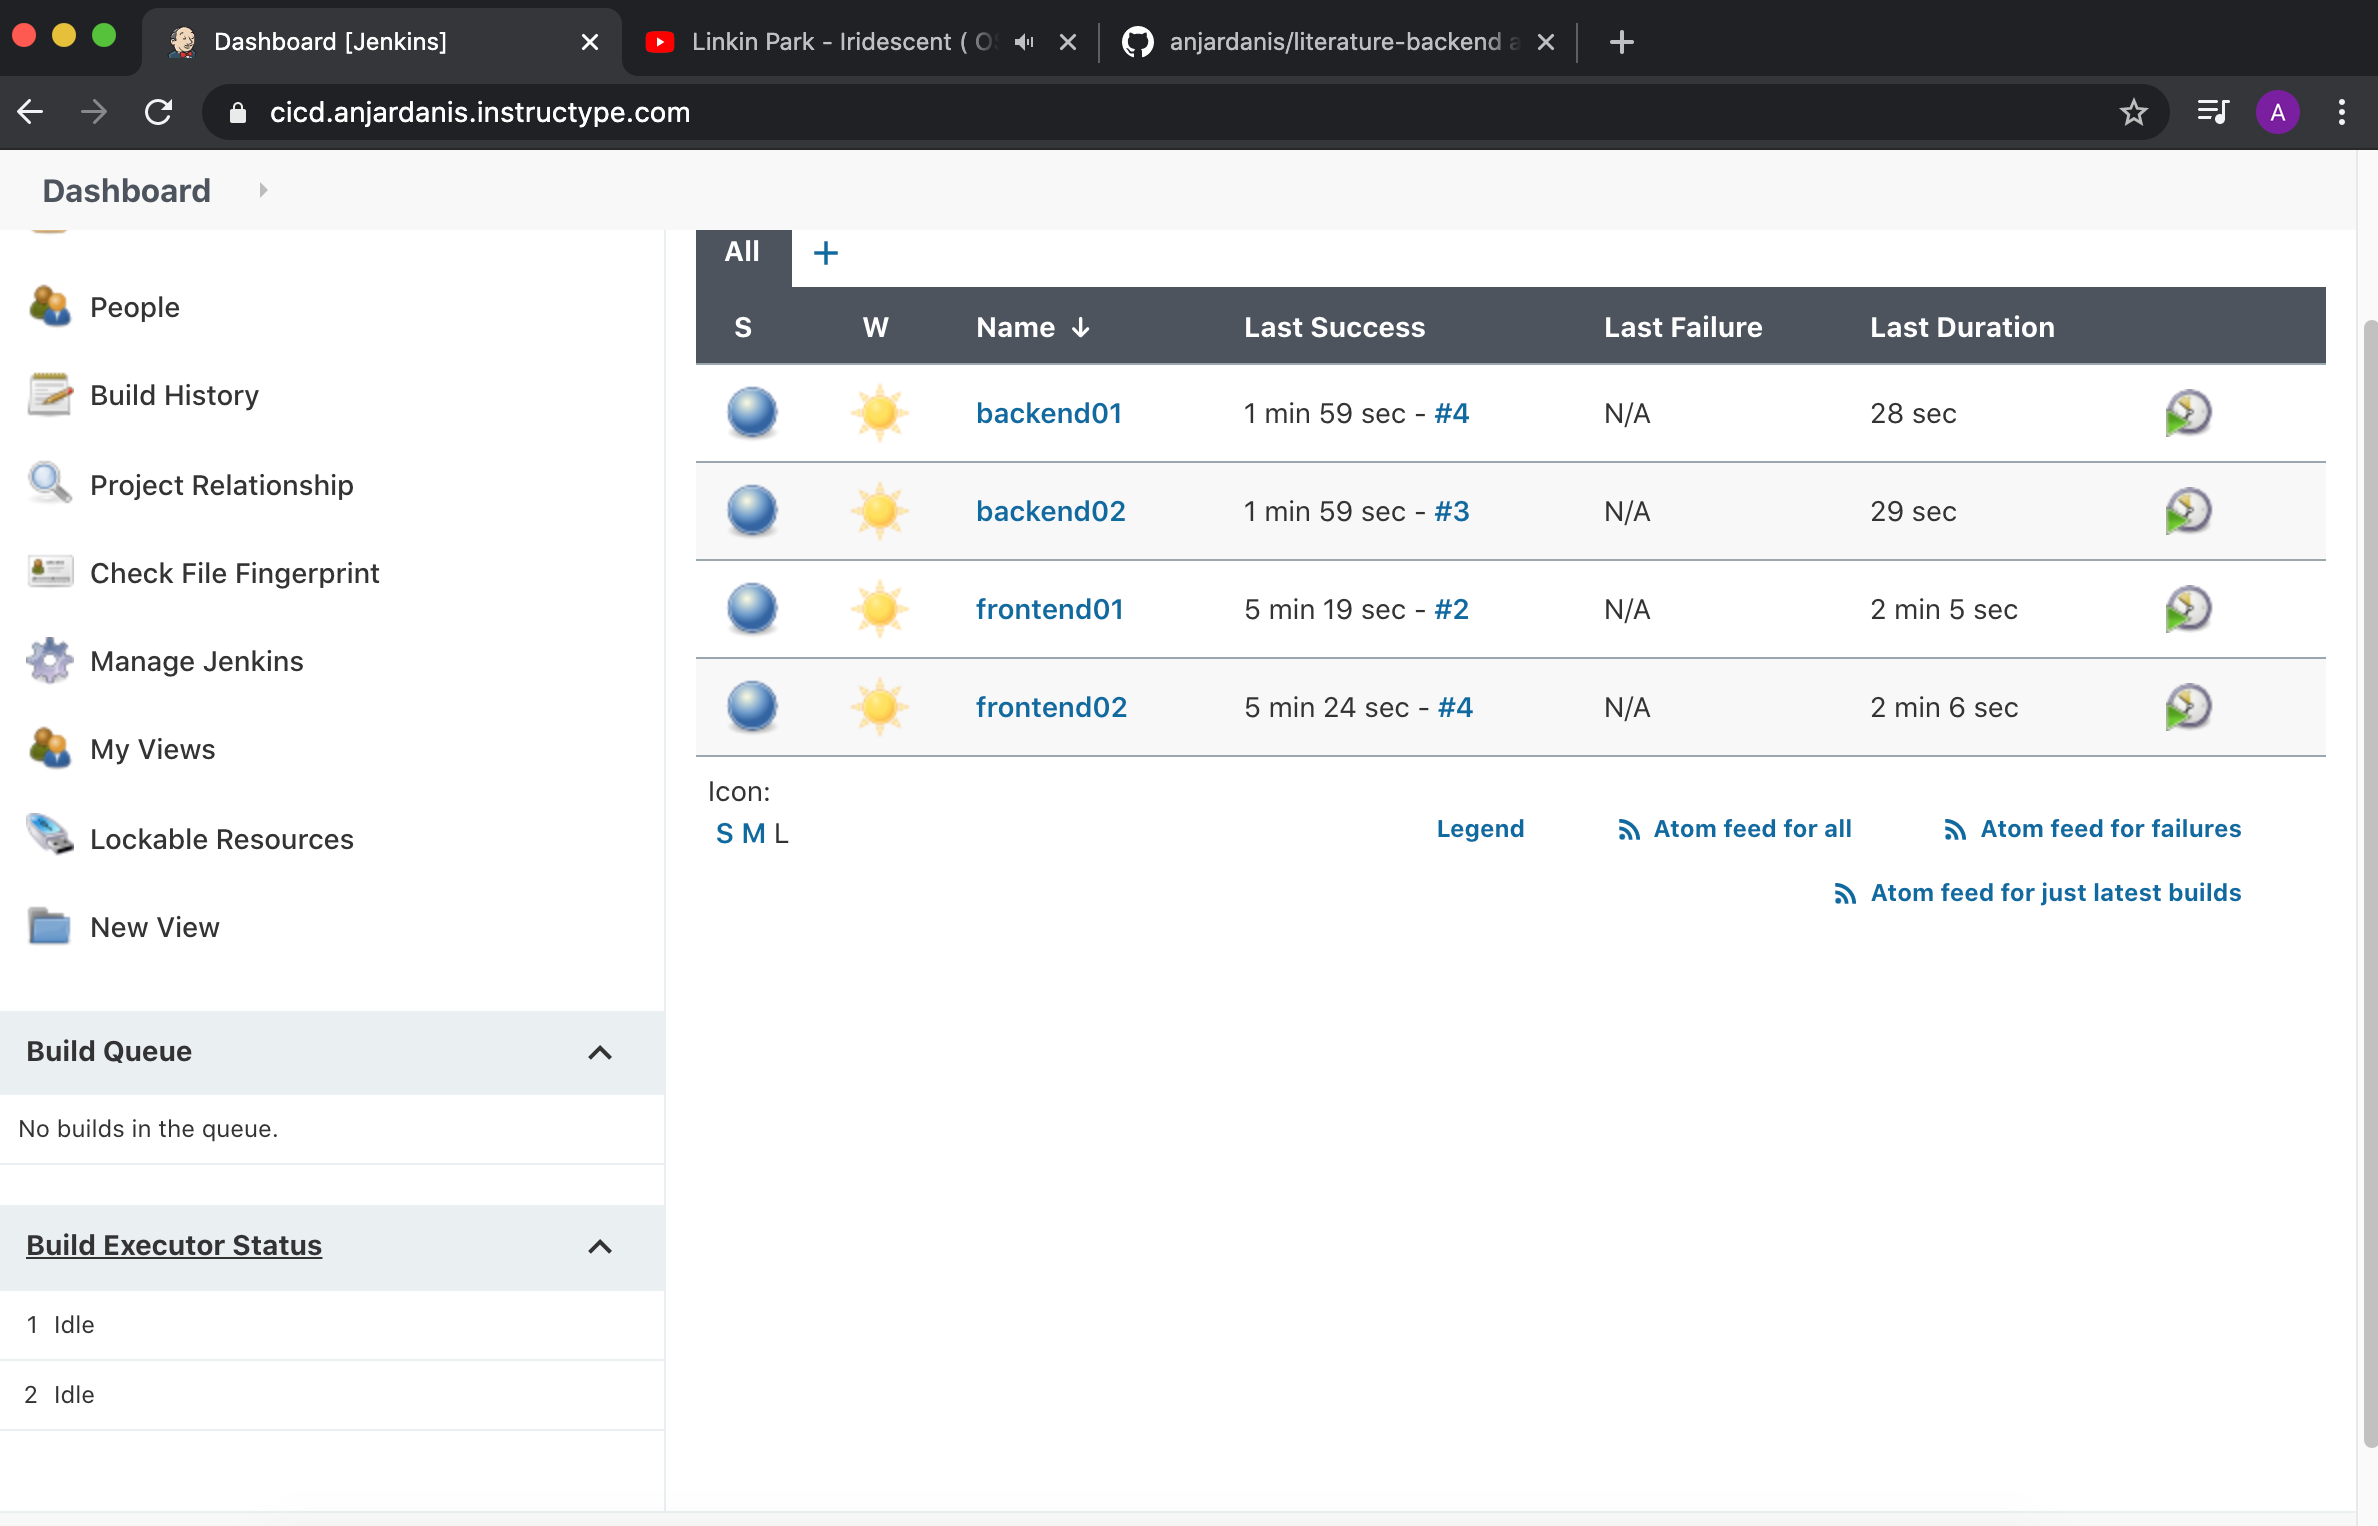 Dashboard [Jenkins]
Linkin Park - Iridescent (
anjardanis/literature-backend
cicd.anjardanis.instructype.com
A
Dashboard
People
Build History
Project Relationship
Check File Fingerprint
Manage Jenkins
My Views
Lockable Resources
New View
Build Queue
No builds in the queue.
Build Executor Status
1 Idle
2 Idle
All +
S W Name ↓ Last Success Last Failure Last Duration
backend01 1 min 59 sec - #4 N/A 28 sec
backend02 1 min 59 sec - #3 N/A 29 sec
frontend01 5 min 19 sec - #2 N/A 2 min 5 sec
frontend02 5 min 24 sec - #4 N/A 2 min 6 sec
Icon:
S M L
Legend Atom feed for all Atom feed for failures
Atom feed for just latest builds